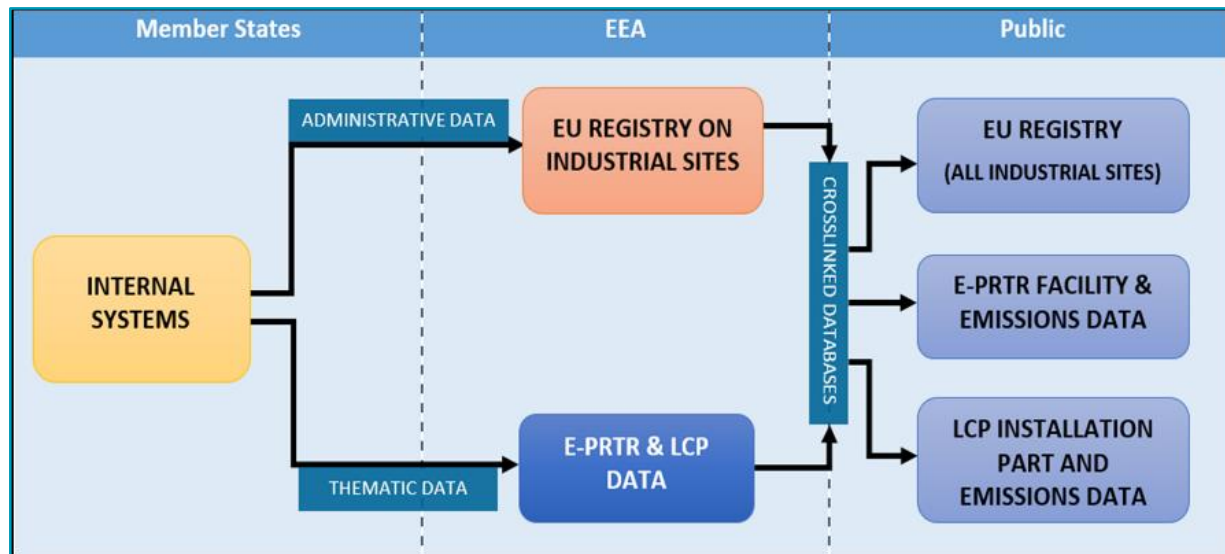 Member States
EEA
Public
ADMINISTRATIVE DATA
EU REGISTRY ON
INDUSTRIAL SITES
EU REGISTRY
(ALL INDUSTRIAL SITES)
INTERNAL
SYSTEMS
CROSSLINKED DATABASES
E-PRTR FACILITY &
EMISSIONS DATA
E-PRTR & LCP
DATA
THEMATIC DATA
LCP INSTALLATION
PART AND
EMISSIONS DATA